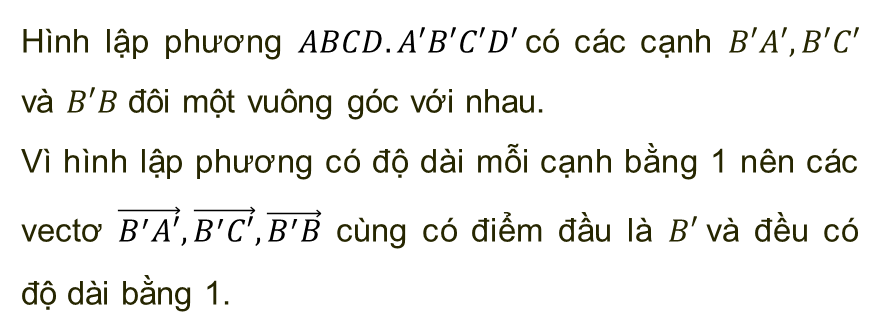 Hình lập phương ABCD.A′B′C′D′ có các cạnh B′A′, B′C′
và B′B đôi một vuông góc với nhau.
Vì hình lập phương có độ dài mỗi cạnh bằng 1 nên các
vectơ $\overrightarrow{B'A'}, \overrightarrow{B'C'}, \overrightarrow{B'B}$ cùng có điểm đầu là B′ và đều có
độ dài bằng 1.